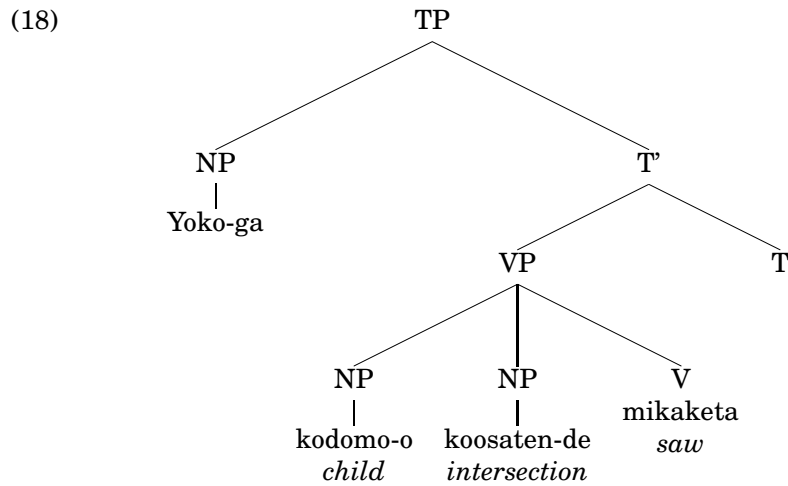 (18) TP
NP T’
Yoko-ga
VP T
NP NP V
kodomo-o koosaten-de mikaketa
child intersection saw